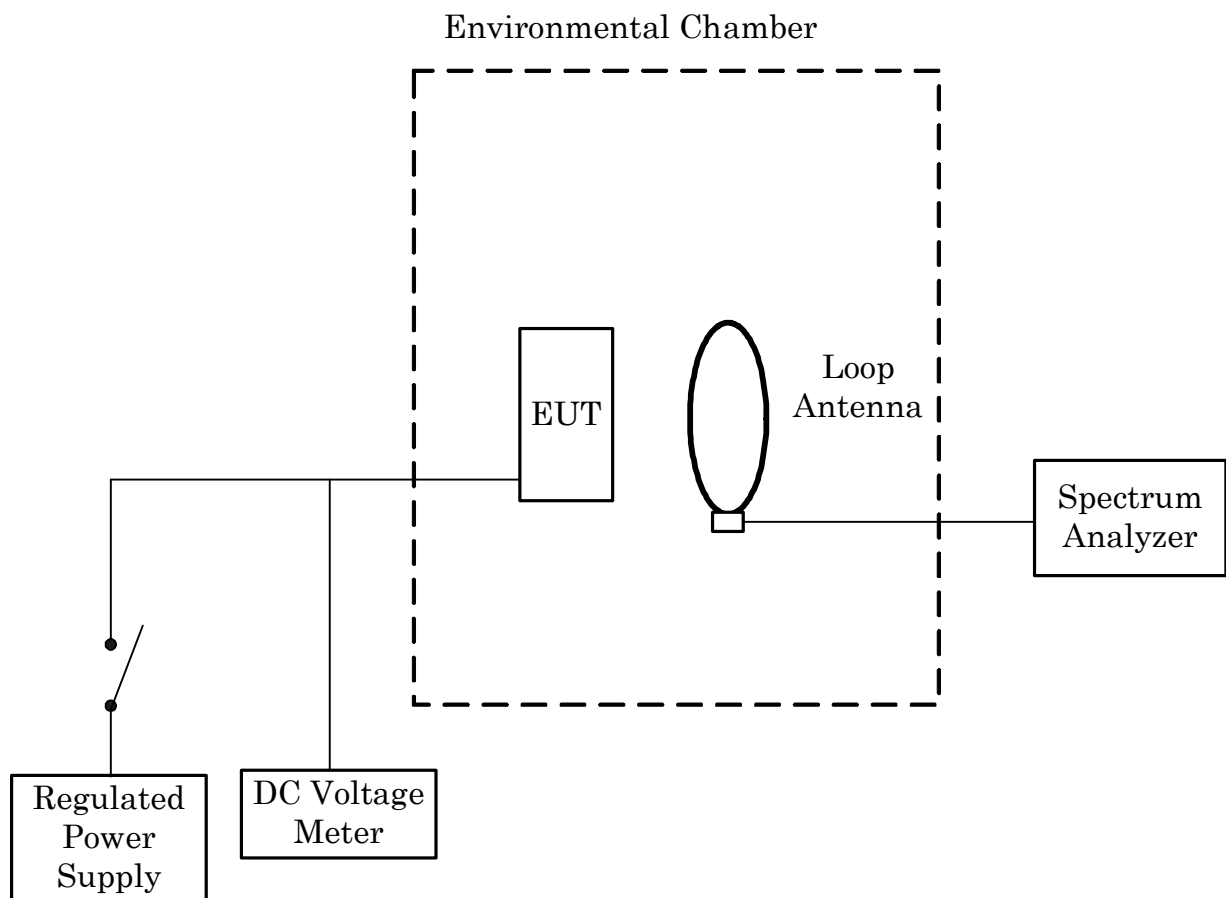 Environmental Chamber
EUT
Loop
Antenna
Spectrum
Analyzer
Regulated
Power
Supply
DC Voltage
Meter